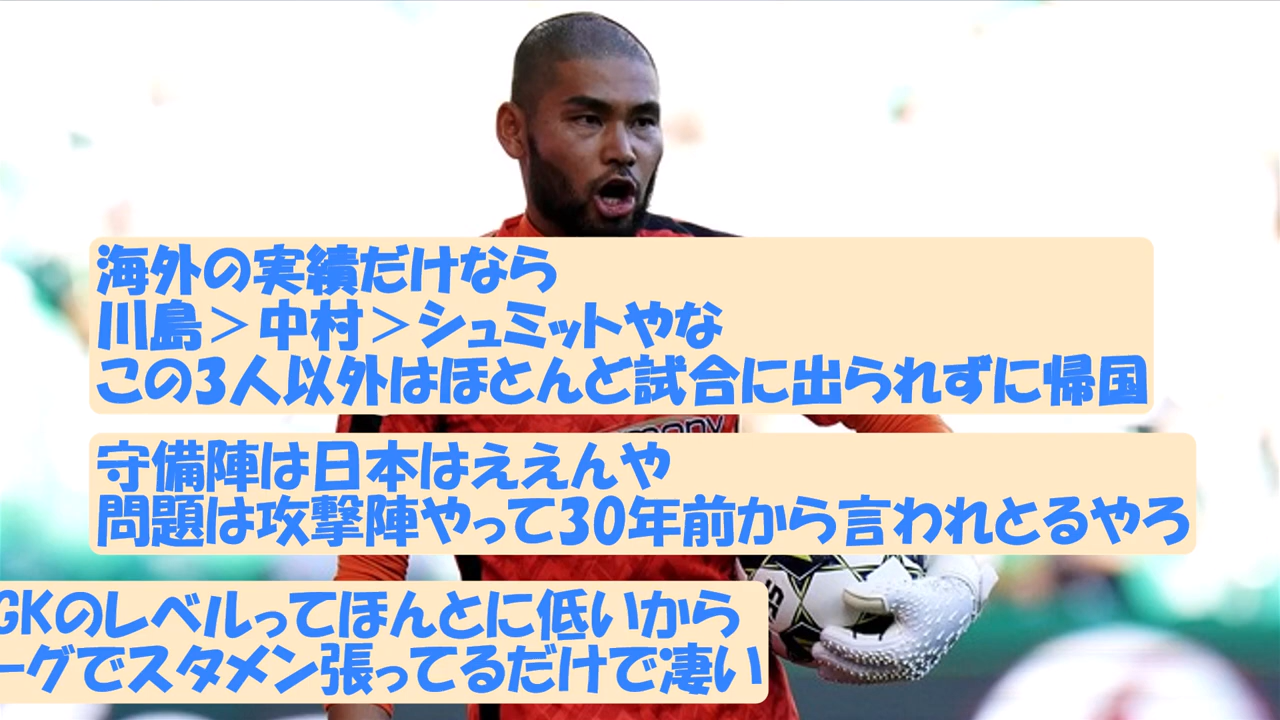 海外の実績だけなら
川島＞中村＞シュミットやな
この3人以外はほとんど試合に出られずに帰国
守備陣は日本はええんや
問題は攻撃陣やって30年前から言われとるやろ
GKのレベルってほんとに低いから
ーグでスタメン張ってるだけで凄い